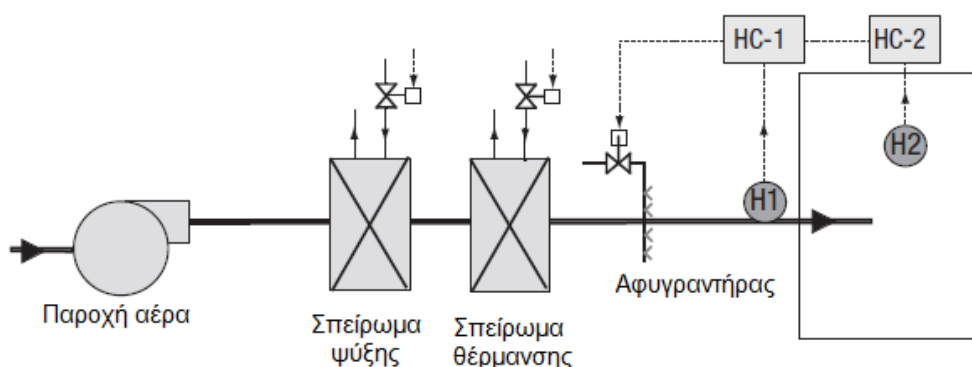 HC-1
HC-2
H2
H1
Παροχή αέρα
Σπείρωμα
ψύξης
Σπείρωμα
θέρμανσης
Αφυγραντήρας